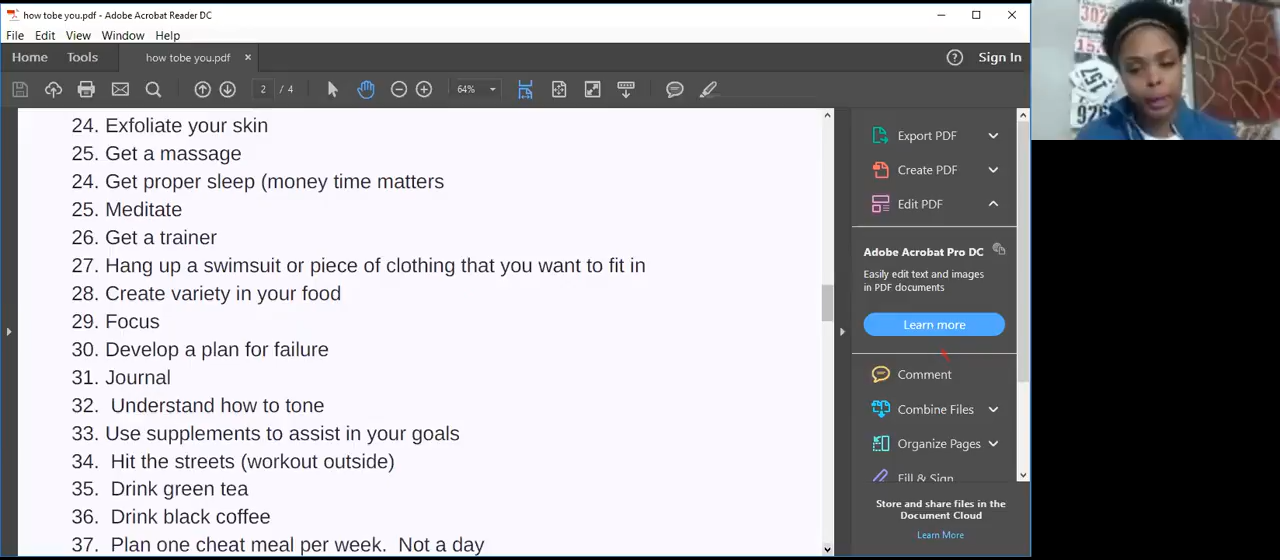 how tobe you.pdf - Adobe Acrobat Reader DC
File Edit View Window Help
Home Tools how tobe you.pdf × ? Sign In
2 / 4 64%
24. Exfoliate your skin
25. Get a massage
24. Get proper sleep (money time matters
25. Meditate
26. Get a trainer
27. Hang up a swimsuit or piece of clothing that you want to fit in
28. Create variety in your food
29. Focus
30. Develop a plan for failure
31. Journal
32. Understand how to tone
33. Use supplements to assist in your goals
34. Hit the streets (workout outside)
35. Drink green tea
36. Drink black coffee
37. Plan one cheat meal per week. Not a day
Export PDF
Create PDF
Edit PDF
Adobe Acrobat Pro DC
Easily edit text and images
in PDF documents
Learn more
Comment
Combine Files
Organize Pages
Fill & Sign
Store and share files in the
Document Cloud
Learn More
302
157
926